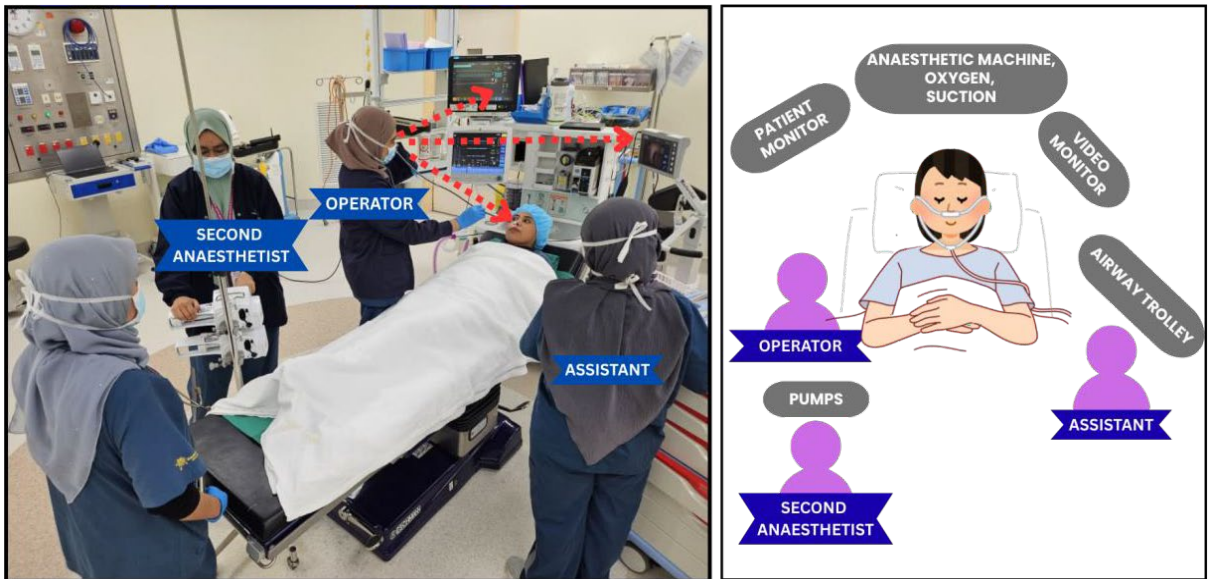 OPERATOR
SECOND
ANAESTHETIST
ASSISTANT
ANAESTHETIC MACHINE,
OXYGEN,
SUCTION
PATIENT
MONITOR
VIDEO
MONITOR
AIRWAY TROLLEY
OPERATOR
PUMPS
ASSISTANT
SECOND
ANAESTHETIST